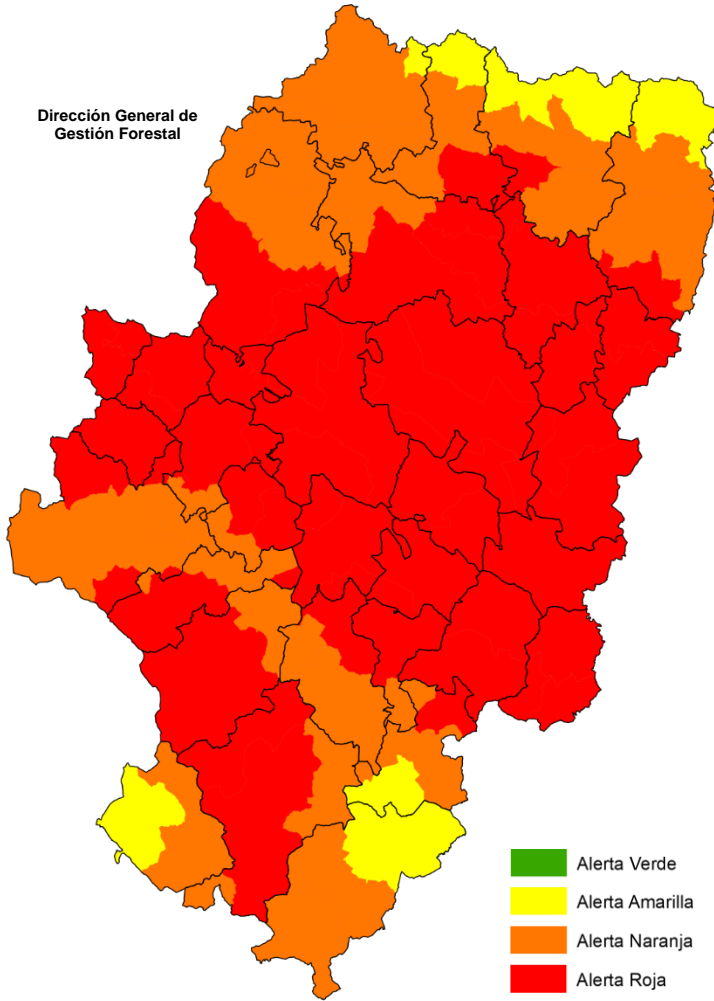 Dirección General de
Gestión Forestal
Alerta Verde
Alerta Amarilla
Alerta Naranja
Alerta Roja